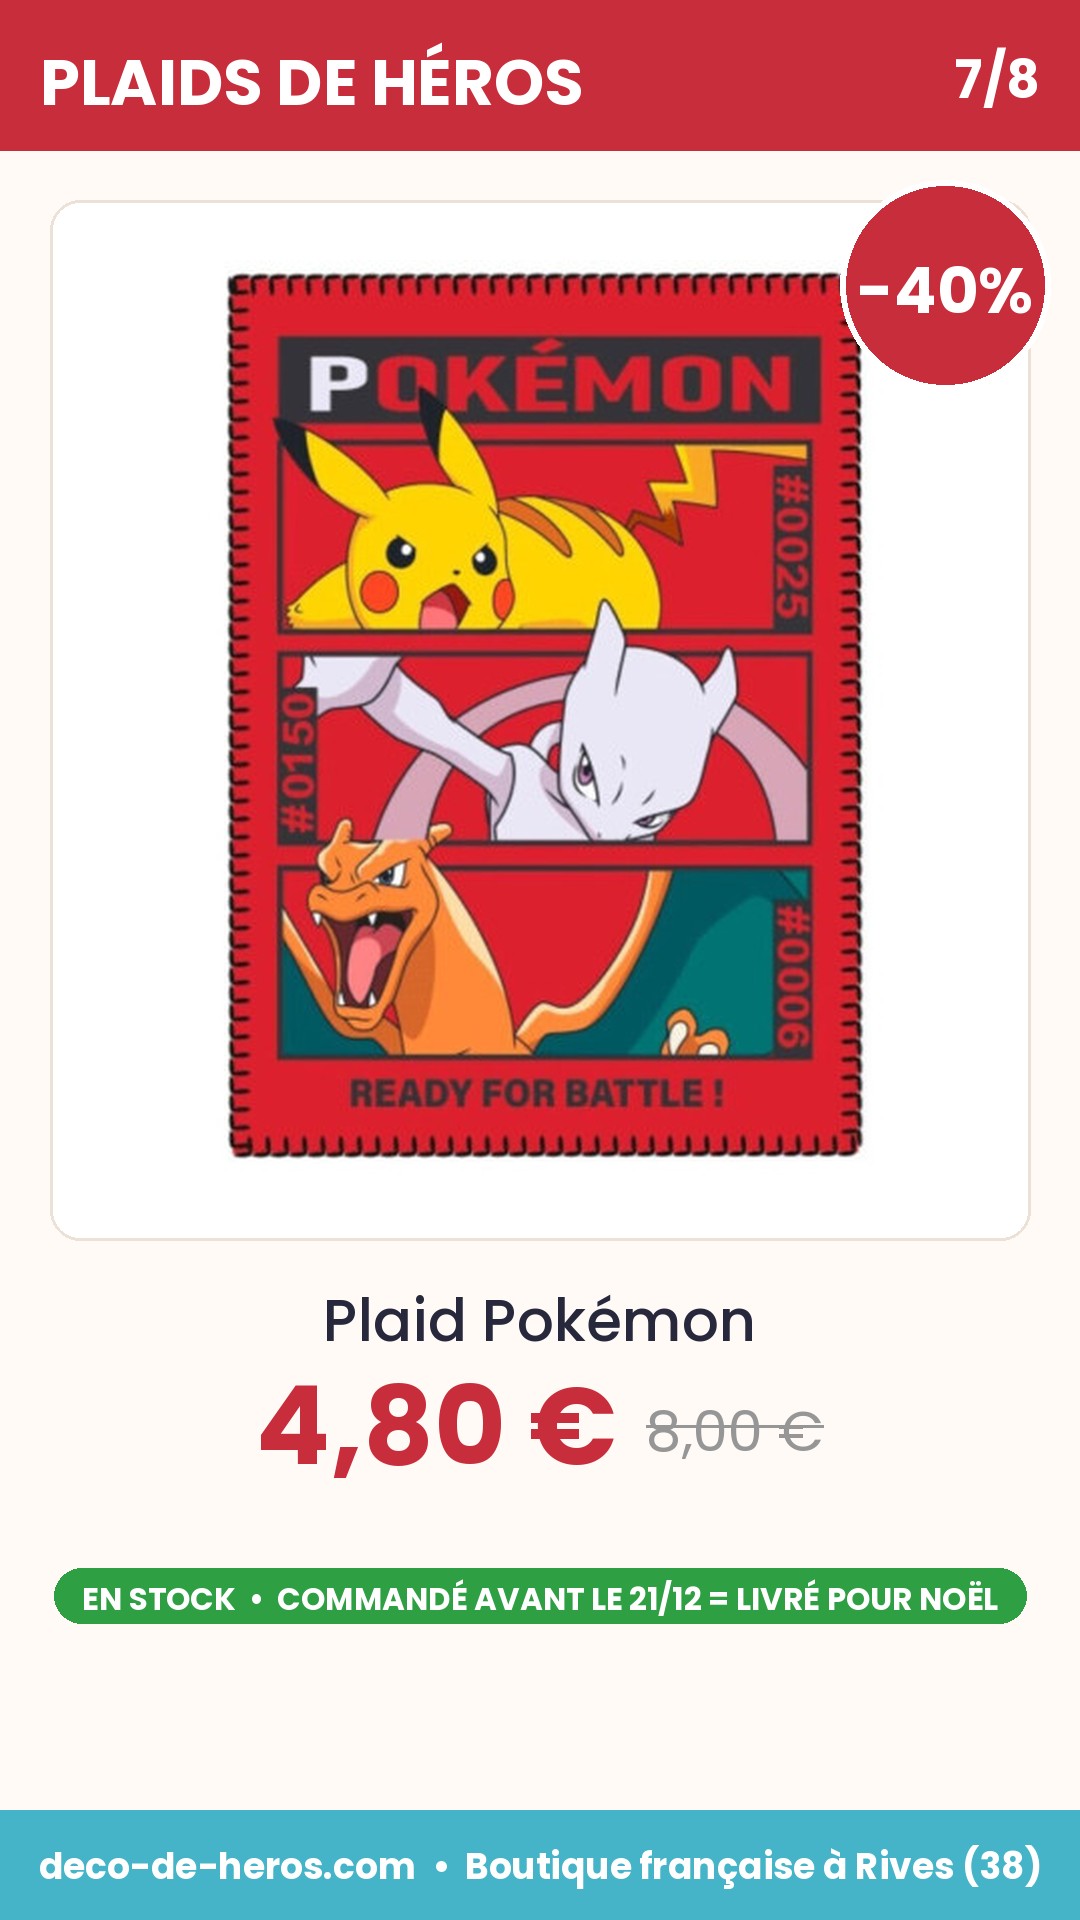 PLAIDS DE HÉROS
7/8
-40%
POKÉMON
#0025
#0150
#0006
READY FOR BATTLE !
Plaid Pokémon
4,80 € 8,00 €
EN STOCK • COMMANDÉ AVANT LE 21/12 = LIVRÉ POUR NOËL
deco-de-heros.com • Boutique française à Rives (38)